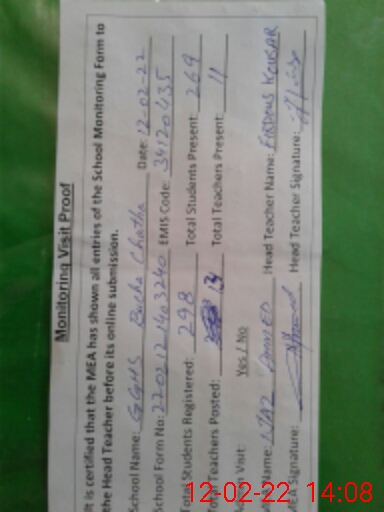 Monitoring Visit Proof
It is certified that the MEA has shown all entries of the School Monitoring Form to
the Head Teacher before its online submission.
School Name: GGHS Bucha Chatha Date: 12-02-22
School Form No: EMIS Code: 34120435
Total Students Registered: 298 Total Students Present 269
Total Teachers Posted: 13 Total Teachers Present 11
Visit: Yes / No
Name: IJAZ AHMED Head Teacher Name: FIRDOUS KOUSAR
MEA Signature: Head Teacher Signature:
12-02-22 14:08